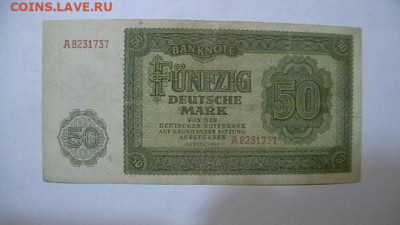 COINS.LAVE.RU
BANKNOTE
A8231737
FÜNFZIG
50
DEUTSCHE
MARK
VON DER
DEUTSCHEN NOTENBANK
AUF GRUND IHRER SATZUNG
AUSGEGEBEN
50
A8231737